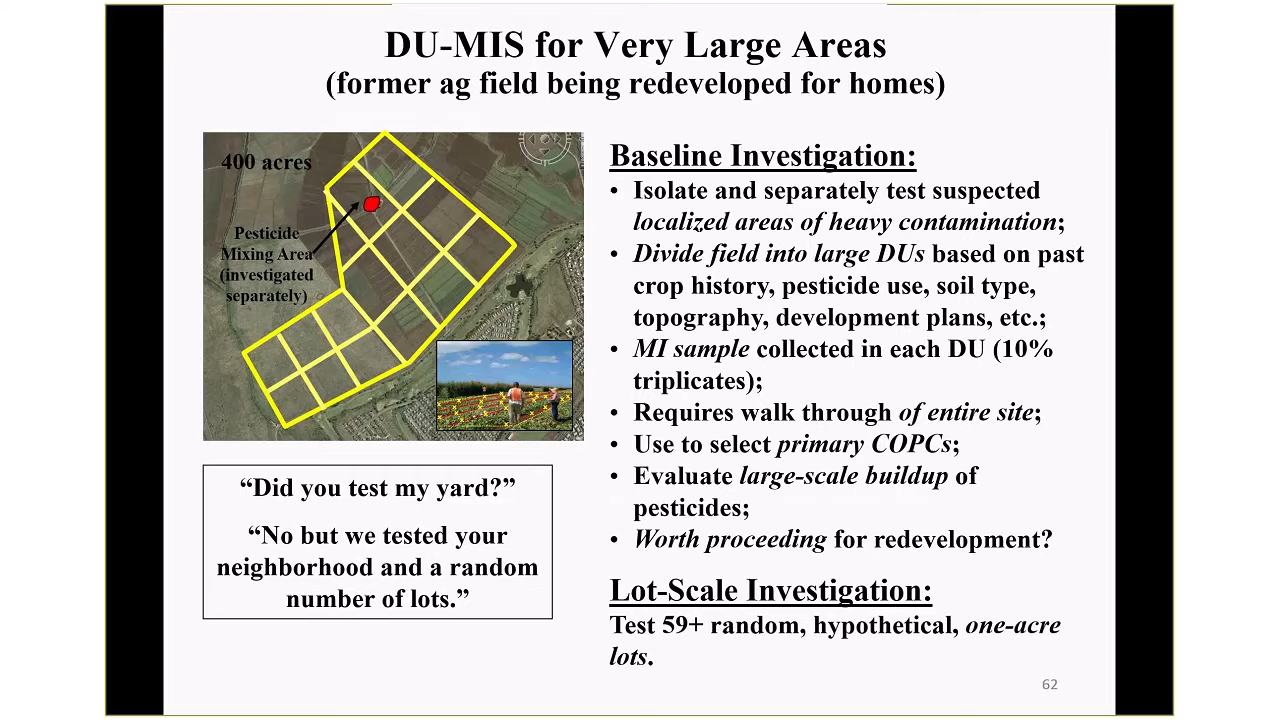 DU-MIS for Very Large Areas
(former ag field being redeveloped for homes)
400 acres
Pesticide
Mixing Area
(investigated
separately)
“Did you test my yard?”
“No but we tested your
neighborhood and a random
number of lots.”
Baseline Investigation:
• Isolate and separately test suspected
localized areas of heavy contamination;
• Divide field into large DUs based on past
crop history, pesticide use, soil type,
topography, development plans, etc.;
• MI sample collected in each DU (10%
triplicates);
• Requires walk through of entire site;
• Use to select primary COPCs;
• Evaluate large-scale buildup of
pesticides;
• Worth proceeding for redevelopment?
Lot-Scale Investigation:
Test 59+ random, hypothetical, one-acre
lots.
62